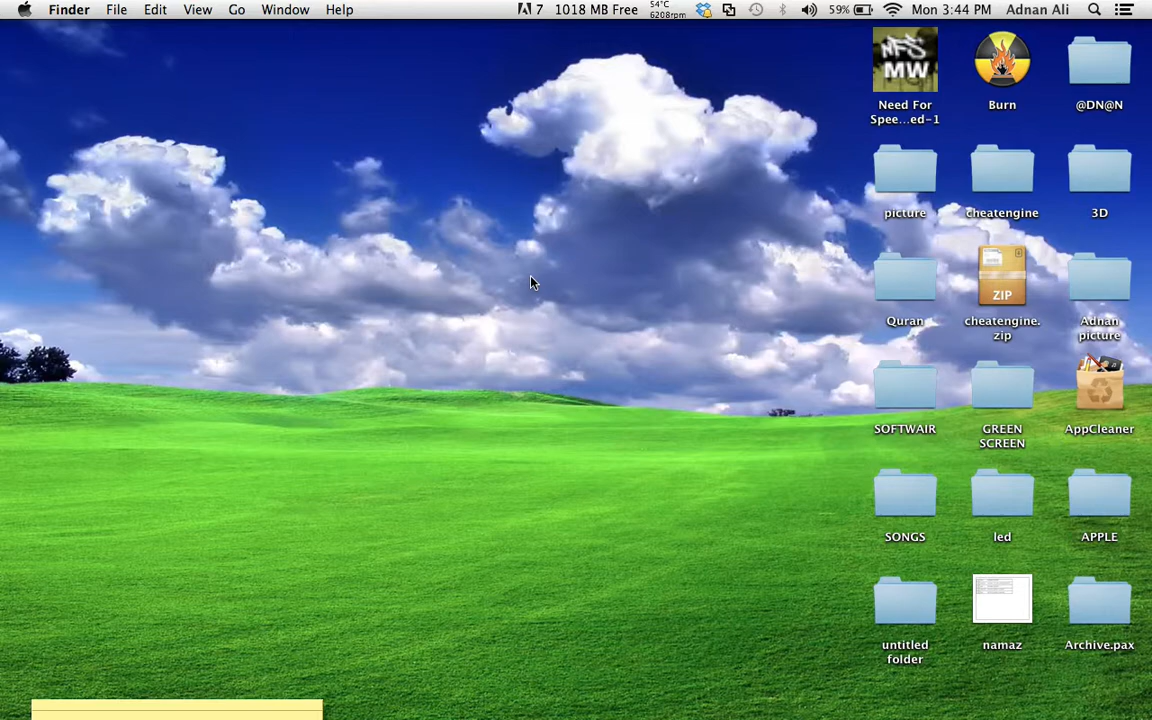 Finder File Edit View Go Window Help 7 1018 MB Free 54°C 6208rpm 59% Mon 3:44 PM Adnan Ali
NFS
MW
Need For
Spee...ed-1
Burn
@DN@N
picture
cheatengine
3D
Quran
ZIP
cheatengine.
zip
Adnan
picture
SOFTWAIR
GREEN
SCREEN
AppCleaner
SONGS
led
APPLE
untitled
folder
namaz
Archive.pax